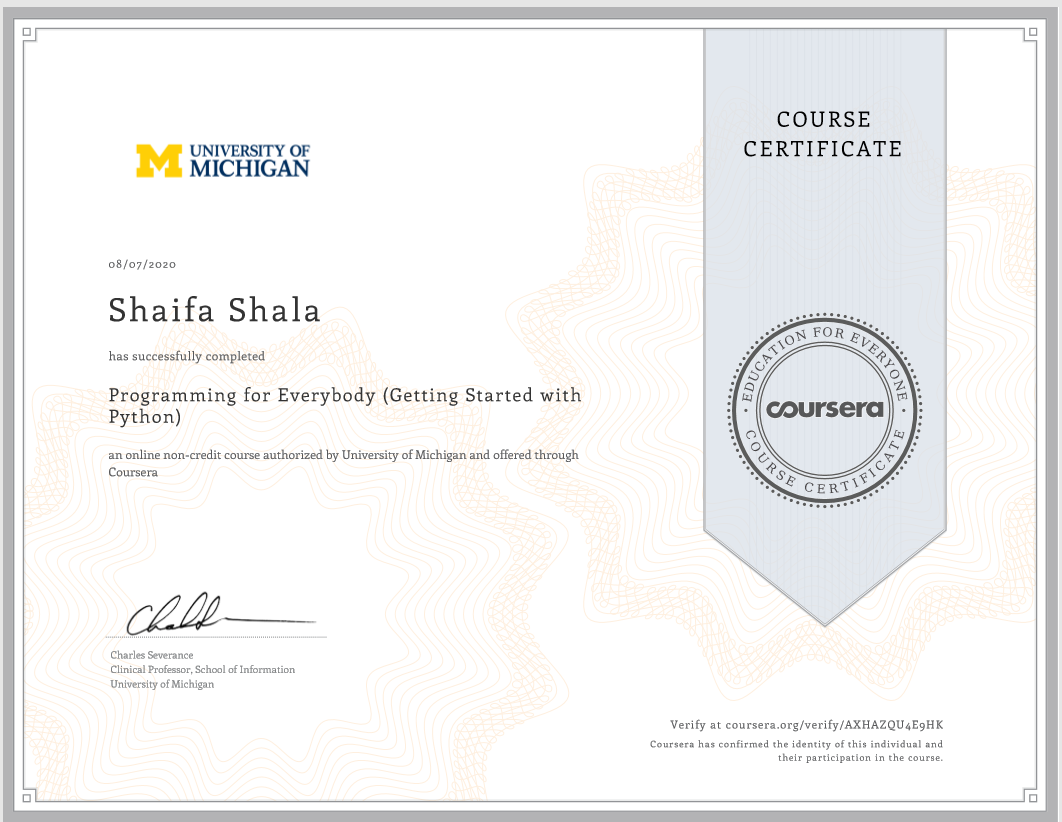 COURSE
CERTIFICATE
UNIVERSITY OF
MICHIGAN
08/07/2020
Shaifa Shala
has successfully completed
Programming for Everybody (Getting Started with
Python)
an online non-credit course authorized by University of Michigan and offered through
Coursera
EDUCATION FOR EVERYONE
coursera
COURSE CERTIFICATE
Charles Severance
Clinical Professor, School of Information
University of Michigan
Verify at coursera.org/verify/AXHAZQU4E9HK
Coursera has confirmed the identity of this individual and
their participation in the course.